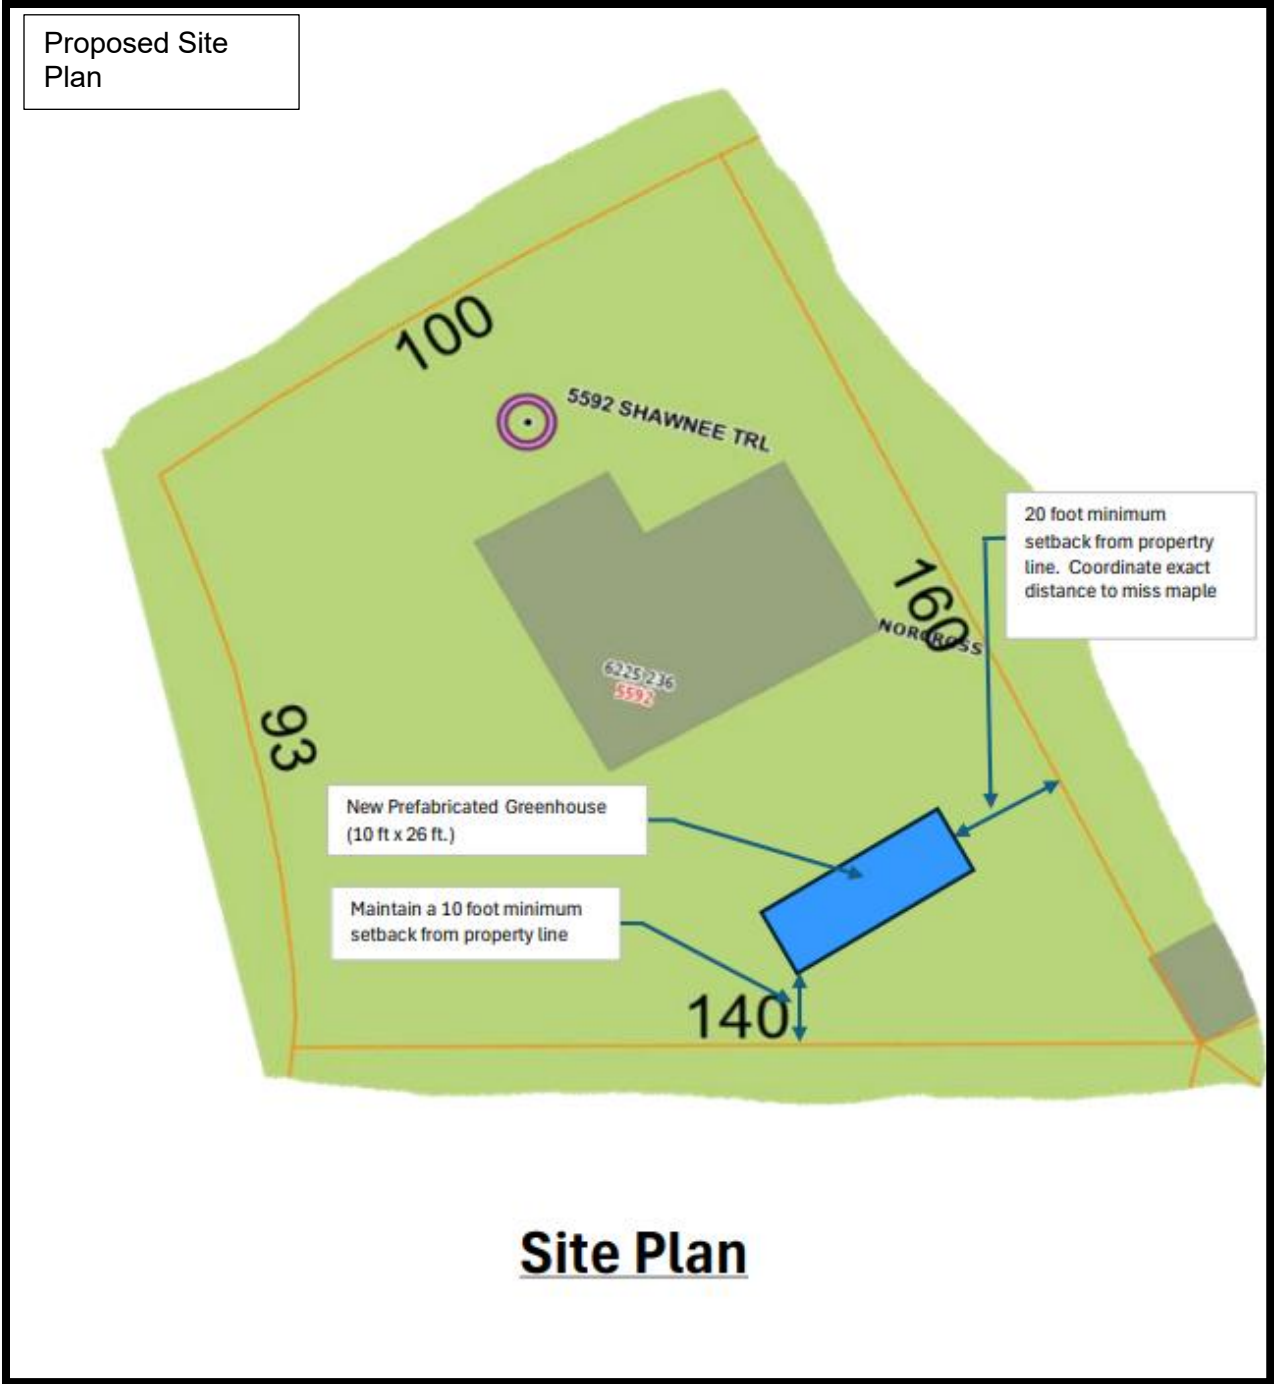 Proposed Site
Plan
100
5592 SHAWNEE TRL
20 foot minimum
setback from propertry
line. Coordinate exact
distance to miss maple
160
NORCROSS
6225 236
5592
93
New Prefabricated Greenhouse
(10 ft x 26 ft.)
Maintain a 10 foot minimum
setback from property line
140
Site Plan